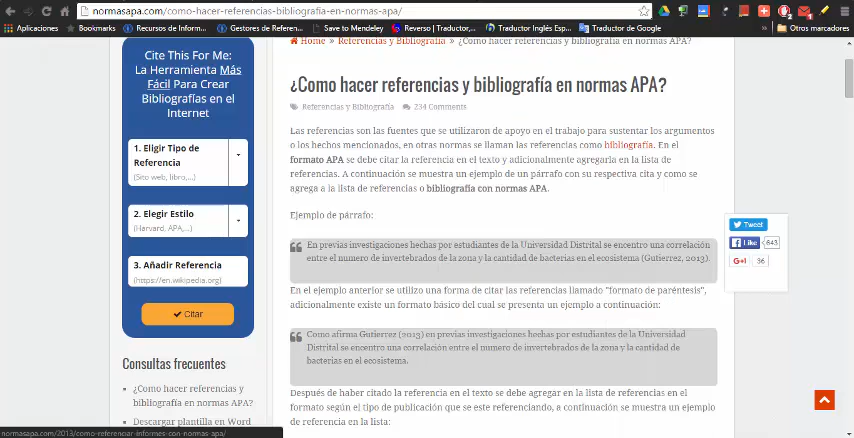 normasapa.com/como-hacer-referencias-bibliografia-en-normas-apa/
Aplicaciones
Bookmarks
Recursos de Inform...
Gestores de Referen...
Save to Mendeley
Reverso | Traductor,...
Traductor Inglés Esp...
Traductor de Google
»
Otros marcadores
Cite This For Me:
La Herramienta Más
Fácil Para Crear
Bibliografías en el
Internet
1. Eligir Tipo de
Referencia
(Sito web, libro,...)
2. Elegir Estilo
(Harvard, APA,...)
3. Añadir Referencia
(https://en.wikipedia.org)
Citar
Consultas frecuentes
¿Como hacer referencias y
bibliografía en normas APA?
Descargar plantilla en Word
normasapa.com/2013/como-referenciar-informes-con-normas-apa/
Home » Referencias y Bibliografía » ¿Como hacer referencias y bibliografía en normas APA?
¿Como hacer referencias y bibliografía en normas APA?
Referencias y Bibliografía 234 Comments
Las referencias son las fuentes que se utilizaron de apoyo en el trabajo para sustentar los argumentos
o los hechos mencionados, en otras normas se llaman las referencias como bibliografía. En el
formato APA se debe citar la referencia en el texto y adicionalmente agregarla en la lista de
referencias. A continuación se muestra un ejemplo de un párrafo con su respectiva cita y como se
agrega a la lista de referencias o bibliografía con normas APA.
Ejemplo de párrafo:
En previas investigaciones hechas por estudiantes de la Universidad Distrital se encontro una correlación
entre el numero de invertebrados de la zona y la cantidad de bacterias en el ecosistema (Gutierrez, 2013).
En el ejemplo anterior se utilizo una forma de citar las referencias llamado "formato de paréntesis",
adicionalmente existe un formato básico del cual se presenta un ejemplo a continuación:
Como afirma Gutierrez (2013) en previas investigaciones hechas por estudiantes de la Universidad
Distrital se encontro una correlación entre el numero de invertebrados de la zona y la cantidad de
bacterias en el ecosistema.
Después de haber citado la referencia en el texto se debe agregar en la lista de referencias en el
formato según el tipo de publicación que se este referenciando, a continuación se muestra un ejemplo
de referencia en la lista:
Tweet
Like 643
G+1 36